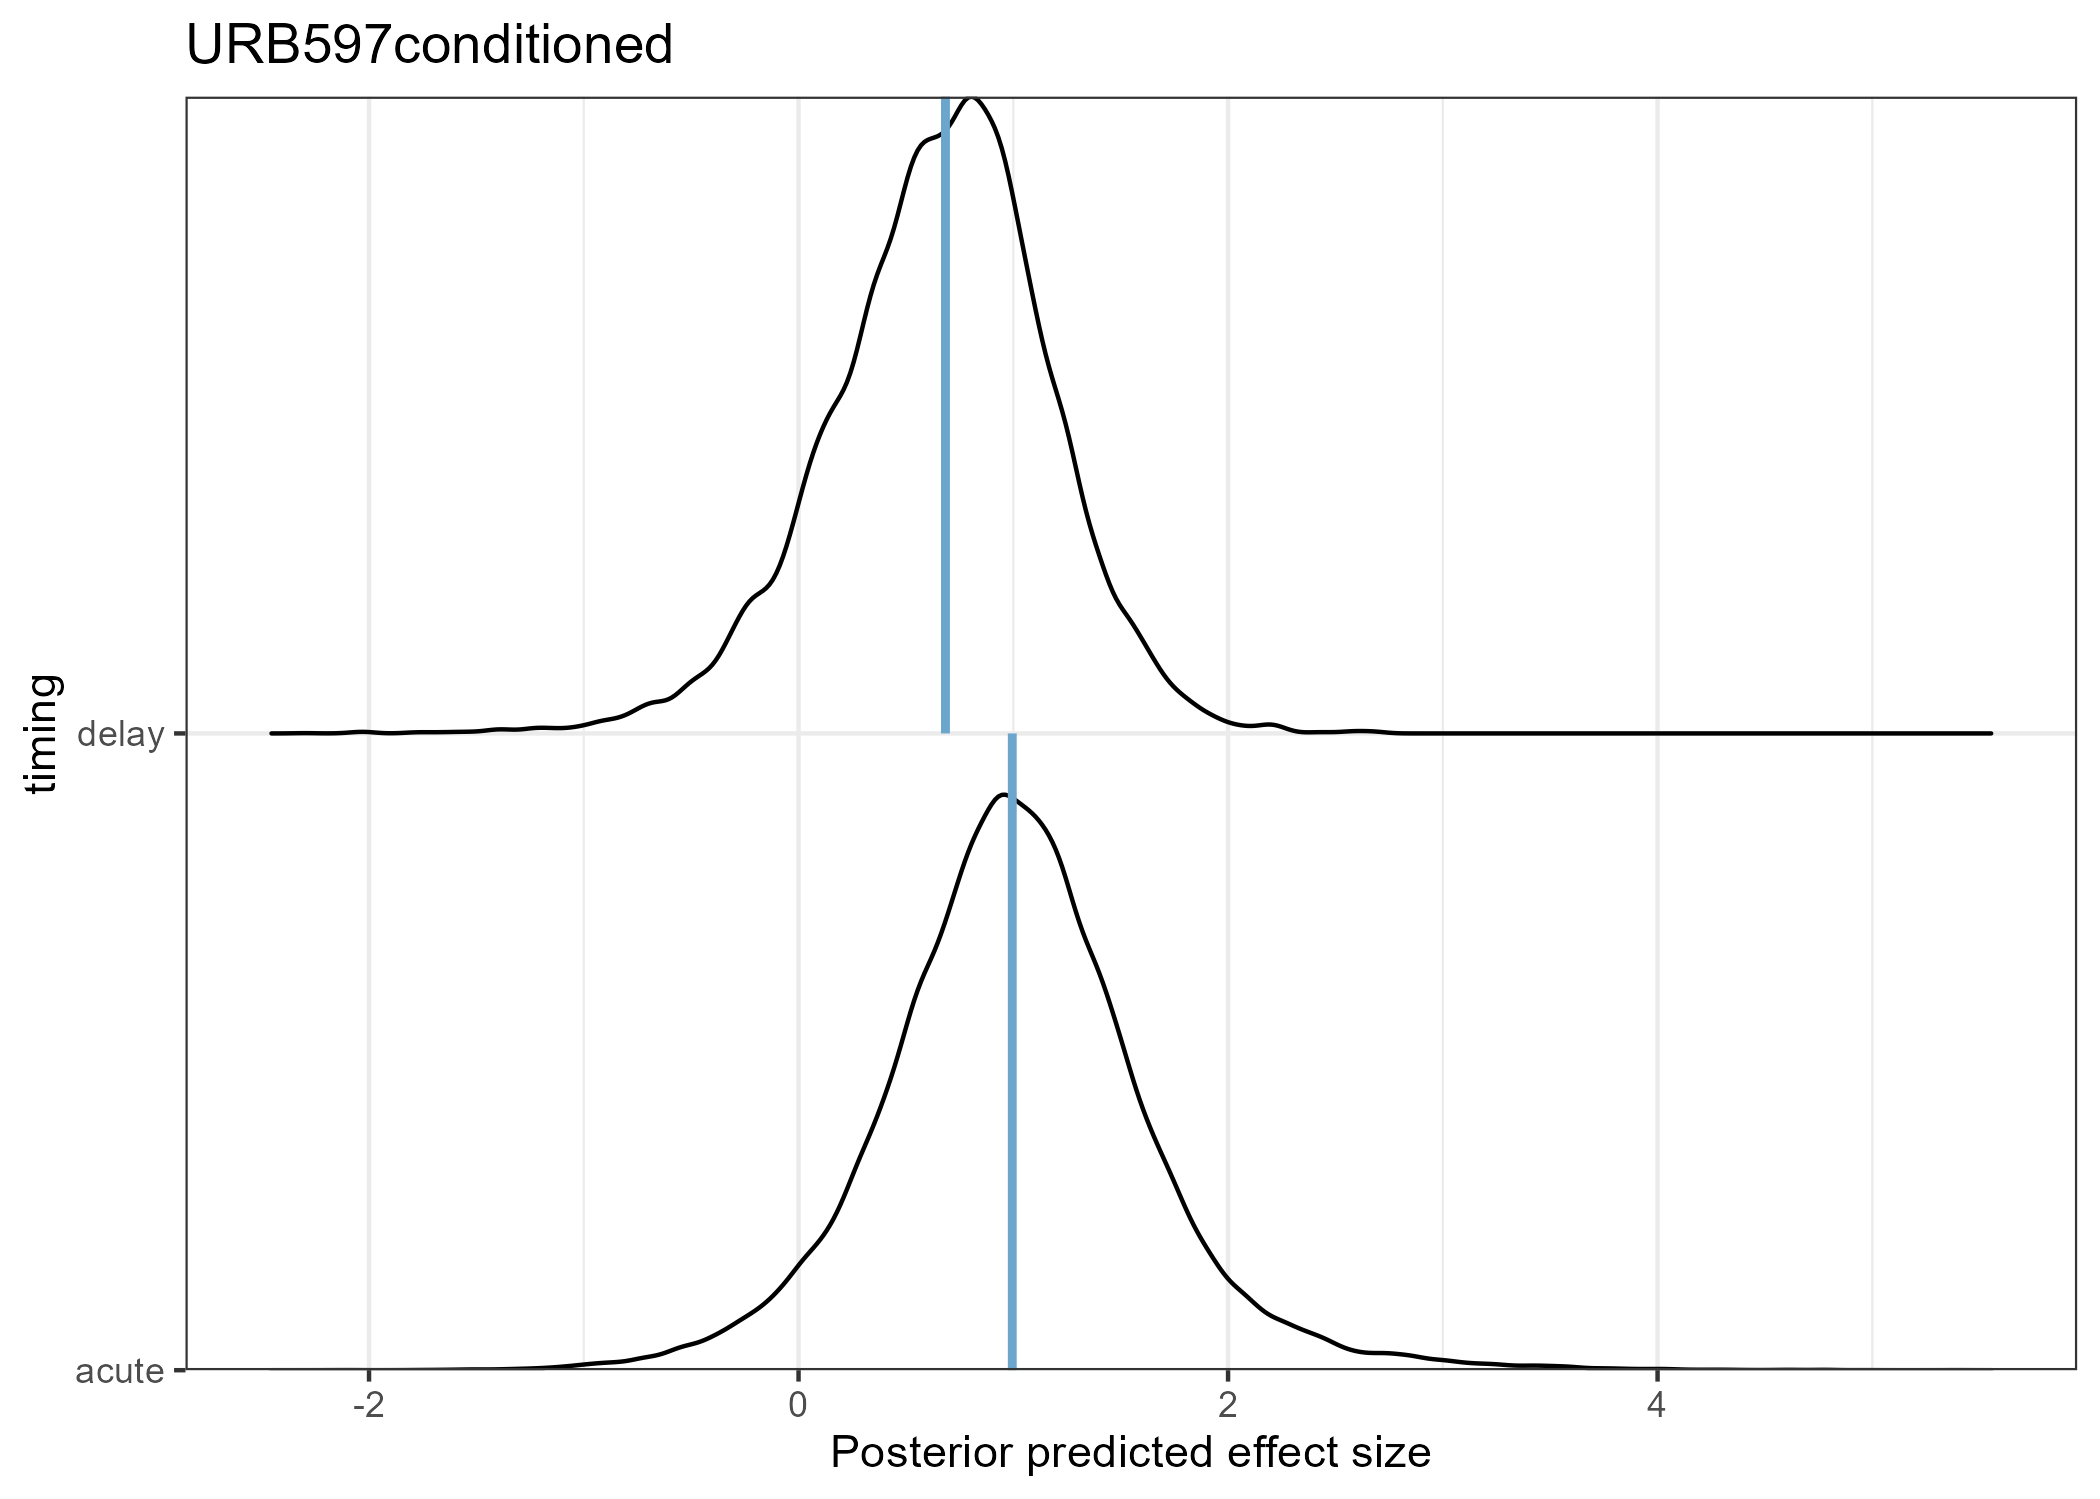 URB597conditioned
timing
delay
acute
-2
0
2
4
Posterior predicted effect size